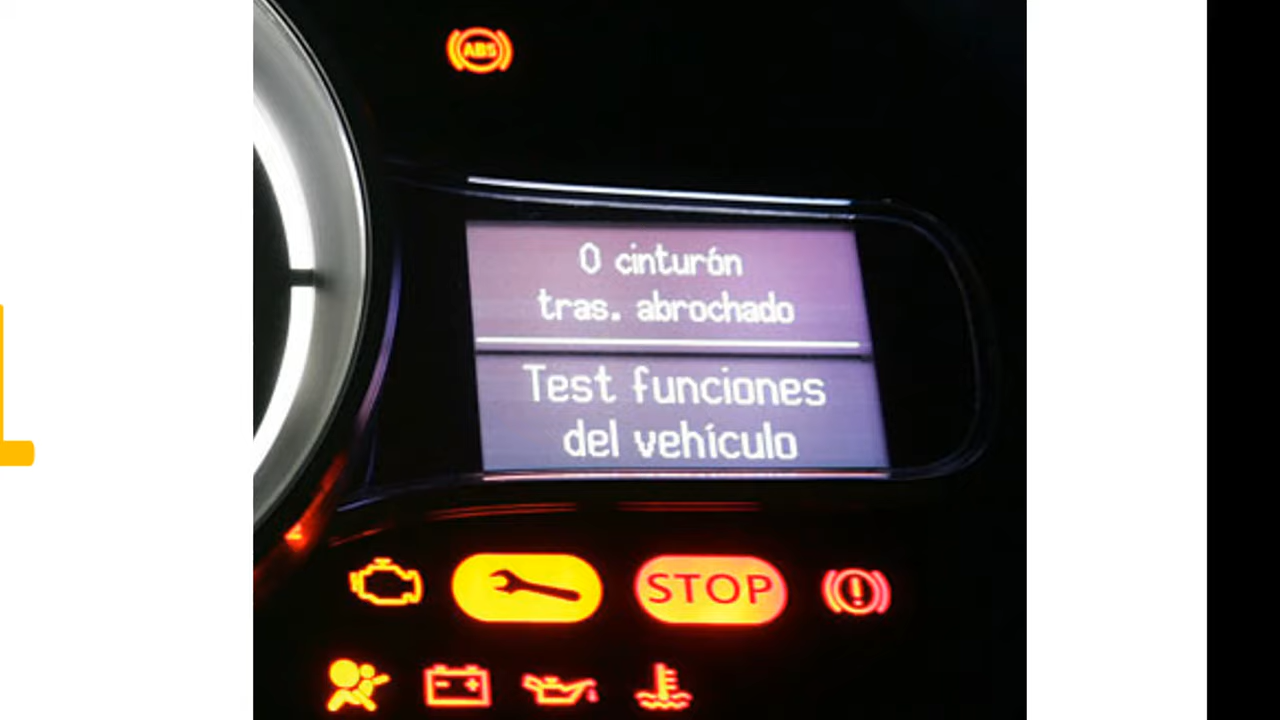 ABS
0 cinturón
tras. abrochado
Test funciones
del vehículo
STOP